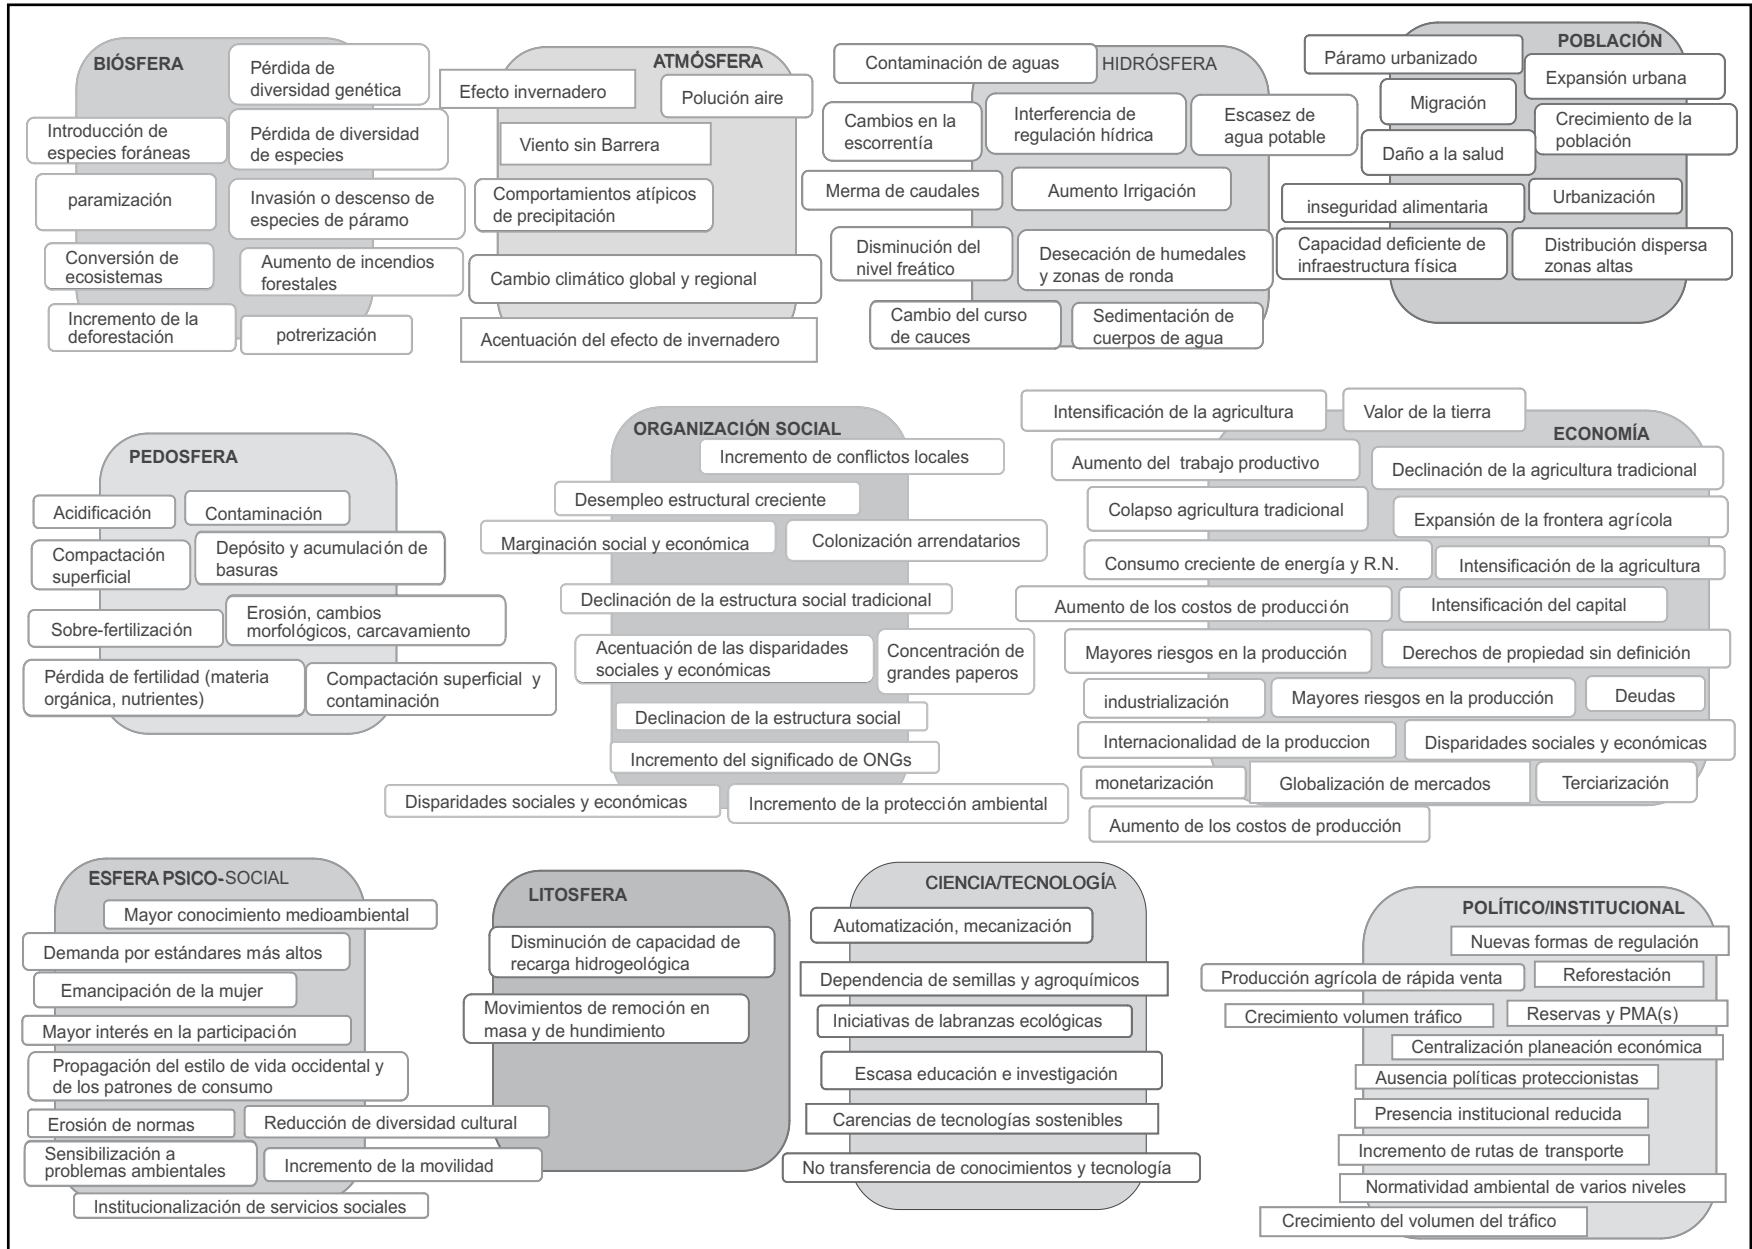 BIÓSFERA
Pérdida de
diversidad genética
Introducción de
especies foráneas
Pérdida de diversidad
de especies
paramización
Invasión o descenso de
especies de páramo
Conversión de
ecosistemas
Aumento de incendios
forestales
Incremento de la
deforestación
potrerización
ATMÓSFERA
Efecto invernadero
Polución aire
Viento sin Barrera
Comportamientos atípicos
de precipitación
Cambio climático global y regional
Acentuación del efecto de invernadero
HIDRÓSFERA
Contaminación de aguas
Cambios en la
escorrentía
Interferencia de
regulación hídrica
Escasez de
agua potable
Merma de caudales
Aumento Irrigación
Disminución del
nivel freático
Desecación de humedales
y zonas de ronda
Cambio del curso
de cauces
Sedimentación de
cuerpos de agua
POBLACIÓN
Páramo urbanizado
Expansión urbana
Migración
Crecimiento de la
población
Daño a la salud
inseguridad alimentaria
Urbanización
Capacidad deficiente de
infraestructura física
Distribución dispersa
zonas altas
PEDOSFERA
Acidificación
Contaminación
Compactación
superficial
Depósito y acumulación de
basuras
Sobre-fertilización
Erosión, cambios
morfológicos, carcavamiento
Pérdida de fertilidad (materia
orgánica, nutrientes)
Compactación superficial y
contaminación
ORGANIZACIÓN SOCIAL
Incremento de conflictos locales
Desempleo estructural creciente
Marginación social y económica
Colonización arrendatarios
Declinación de la estructura social tradicional
Acentuación de las disparidades
sociales y económicas
Concentración de
grandes paperos
Declinacion de la estructura social
Incremento del significado de ONGs
Disparidades sociales y económicas
Incremento de la protección ambiental
ECONOMÍA
Intensificación de la agricultura
Valor de la tierra
Aumento del trabajo productivo
Declinación de la agricultura tradicional
Colapso agricultura tradicional
Expansión de la frontera agrícola
Consumo creciente de energía y R.N.
Intensificación de la agricultura
Aumento de los costos de producción
Intensificación del capital
Mayores riesgos en la producción
Derechos de propiedad sin definición
industrialización
Mayores riesgos en la producción
Deudas
Internacionalidad de la produccion
Disparidades sociales y económicas
monetarización
Globalización de mercados
Terciarización
Aumento de los costos de producción
ESFERA PSICO-SOCIAL
Mayor conocimiento medioambiental
Demanda por estándares más altos
Emancipación de la mujer
Mayor interés en la participación
Propagación del estilo de vida occidental y
de los patrones de consumo
Erosión de normas
Reducción de diversidad cultural
Sensibilización a
problemas ambientales
Incremento de la movilidad
Institucionalización de servicios sociales
LITOSFERA
Disminución de capacidad de
recarga hidrogeológica
Movimientos de remoción en
masa y de hundimiento
CIENCIA/TECNOLOGÍA
Automatización, mecanización
Dependencia de semillas y agroquímicos
Iniciativas de labranzas ecológicas
Escasa educación e investigación
Carencias de tecnologías sostenibles
No transferencia de conocimientos y tecnología
POLÍTICO/INSTITUCIONAL
Nuevas formas de regulación
Producción agrícola de rápida venta
Reforestación
Crecimiento volumen tráfico
Reservas y PMA(s)
Centralización planeación económica
Ausencia políticas proteccionistas
Presencia institucional reducida
Incremento de rutas de transporte
Normatividad ambiental de varios niveles
Crecimiento del volumen del tráfico